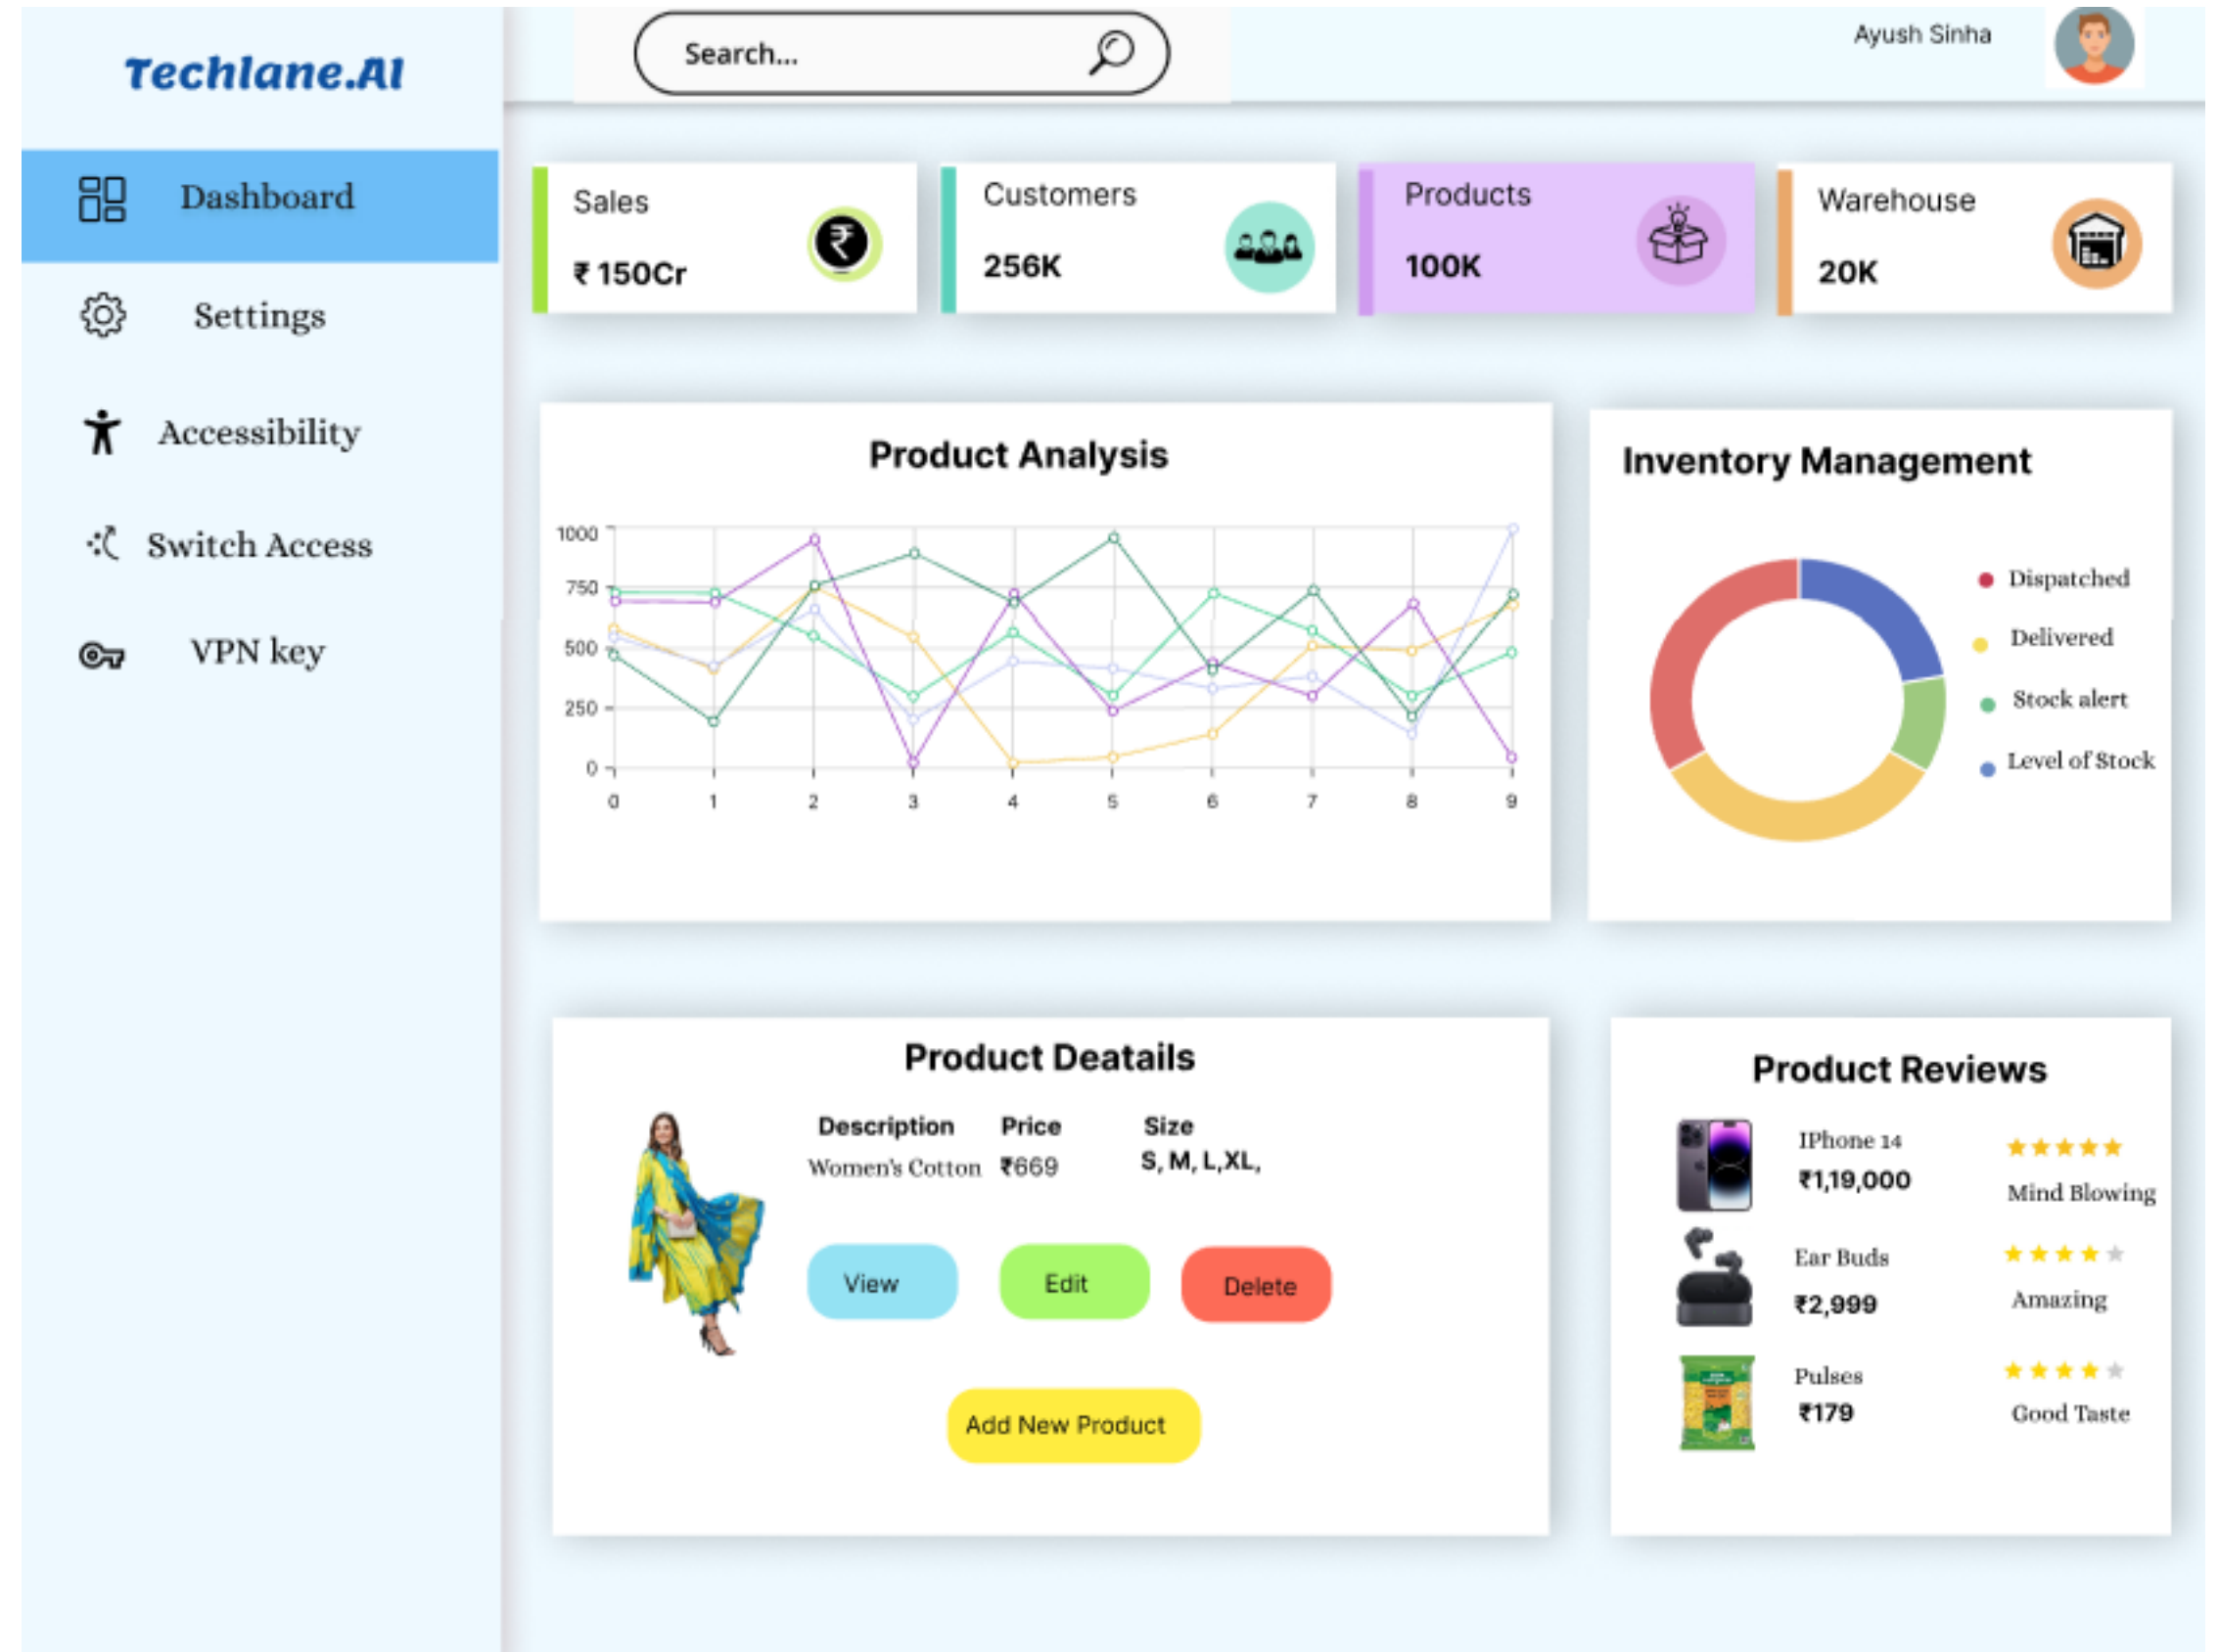 Techlane.AI
Search...
Ayush Sinha
Dashboard
Settings
Accessibility
Switch Access
VPN key
Sales
₹ 150Cr
Customers
256K
Products
100K
Warehouse
20K
Product Analysis
1000
750
500
250
0
0 1 2 3 4 5 6 7 8 9
Inventory Management
Dispatched
Delivered
Stock alert
Level of Stock
Product Deatails
Description Price Size
Women's Cotton ₹669 S, M, L,XL,
View Edit Delete
Add New Product
Product Reviews
IPhone 14
₹1,19,000
Mind Blowing
Ear Buds
₹2,999
Amazing
Pulses
₹179
Good Taste